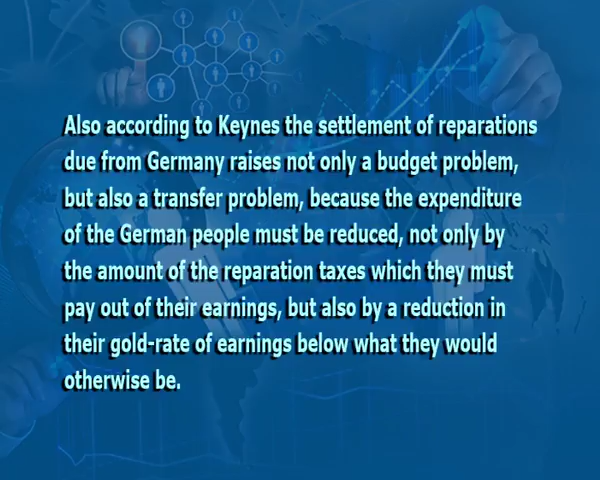 Also according to Keynes the settlement of reparations
due from Germany raises not only a budget problem,
but also a transfer problem, because the expenditure
of the German people must be reduced, not only by
the amount of the reparation taxes which they must
pay out of their earnings, but also by a reduction in
their gold-rate of earnings below what they would
otherwise be.